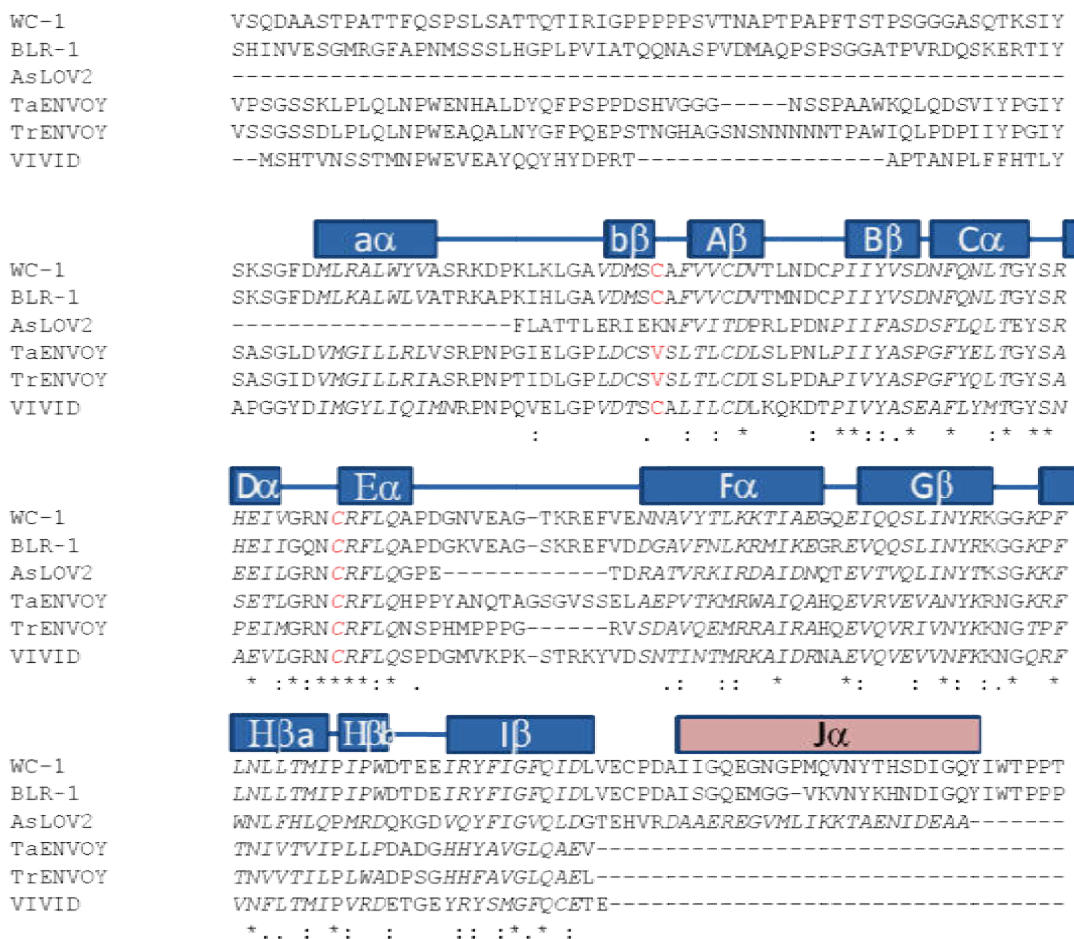 WC-1 VSQDAASTPATTFQSPSLSATTQTIRIGPPPPPSVTNAPTPAPFTSTPSGGGASQTKSIY
BLR-1 SHINVESGMRGFAPNMSSSLHGPLPVIATQQNASPVDMAQPSPSGGATPVRDQSKERTIY
AsLOV2 ------------------------------------------------------------
TaENVOY VPSGSSKLPLQLNPWENHALDYQFPSPPDSHVGGG-----NSSPAAWKQLQDSVIYPGIY
TrENVOY VSSGSSDLPLQLNPWEAQALNYGFPQEPSTNGHAGSNSNNNNNTPAWIQLPDPIIYPGIY
VIVID --MSHTVNSSTMNPWEVEAYQQYHYDPRT------------------APTANPLFFHTLY
aα bβ Aβ Bβ Cα
WC-1 SKSGFDMLRALWYVASRKDPKLKLGAVDMSCAFVVCDVTLNDCPIIYVSDNFQNLTGYSR
BLR-1 SKSGFDMLKALWLVATRKAPKIHLGAVDMSCAFVVCDVTMNDCPIIYVSDNFQNLTGYSR
AsLOV2 --------------------FLATTLERIEKNFVITDPRLPDNPIIFASDSFLQLTEYSR
TaENVOY SASGLDVMGILLRLVSRPNPGIELGPLDCSVSLTLCDLSLPNLPIIYASPGFYELTGYSA
TrENVOY SASGIDVMGILLRIASRPNPTIDLGPLDCSVSLTLCDISLPDAPIVYASPGFYQLTGYSA
VIVID APGGYDIMGYLIQIMNRPNPQVELGPVDTSCALILCDLKQKDTPIVYASEAFLYMTGYSN
: . : : * : **::.* * :* **
Dα Eα Fα Gβ
WC-1 HEIVGRNCRFLQAPDGNVEAG-TKREFVENNAVYTLKKTIAEGQEIQQSLINYRKGGKPF
BLR-1 HEIIGQNCRFLQAPDGKVEAG-SKREFVDDGAVFNLKRMIKEGREVQQSLINYRKGGKPF
AsLOV2 EEILGRNCRFLQGPE------------TDRATVRKIRDAIDNQTEVTVQLINYTKSGKKF
TaENVOY SETLGRNCRFLQHPPYANQTAGSGVSSELAEPVTKMRWAIQAHQEVRVEVANYKRNGKRF
TrENVOY PEIMGRNCRFLQNSPHMPPPG------RVSDAVQEMRRAIRAHQEVQVRIVNYKKNGTPF
VIVID AEVLGRNCRFLQSPDGMVKPK-STRKYVDSNTINTMRKAIDRNAEVQVEVVNFKKNGQRF
* :*:****:* . .: :: * *: : *: :.* *
Hβa Hβb Iβ Jα
WC-1 LNLLTMIPIPWDTEEIRYFIGFQIDLVECPDAIIGQEGNGPMQVNYTHSDIGQYIWTPPT
BLR-1 LNLLTMIPIPWDTDEIRYFIGFQIDLVECPDAISGQEMGG-VKVNYKHNDIGQYIWTPPP
AsLOV2 WNLFHLQPMRDQKGDVQYFIGVQLDGTEHVRDAAEREGVMLIKKTAENIDEAA-------
TaENVOY TNIVTVIPLLPDADGHHYAVGLQAEV----------------------------------
TrENVOY TNVVTILPLWADPSGHHFAVGLQAEL----------------------------------
VIVID VNFLTMIPVRDETGEYRYSMGFQCETE---------------------------------
*.. : *: : :: :*.* :